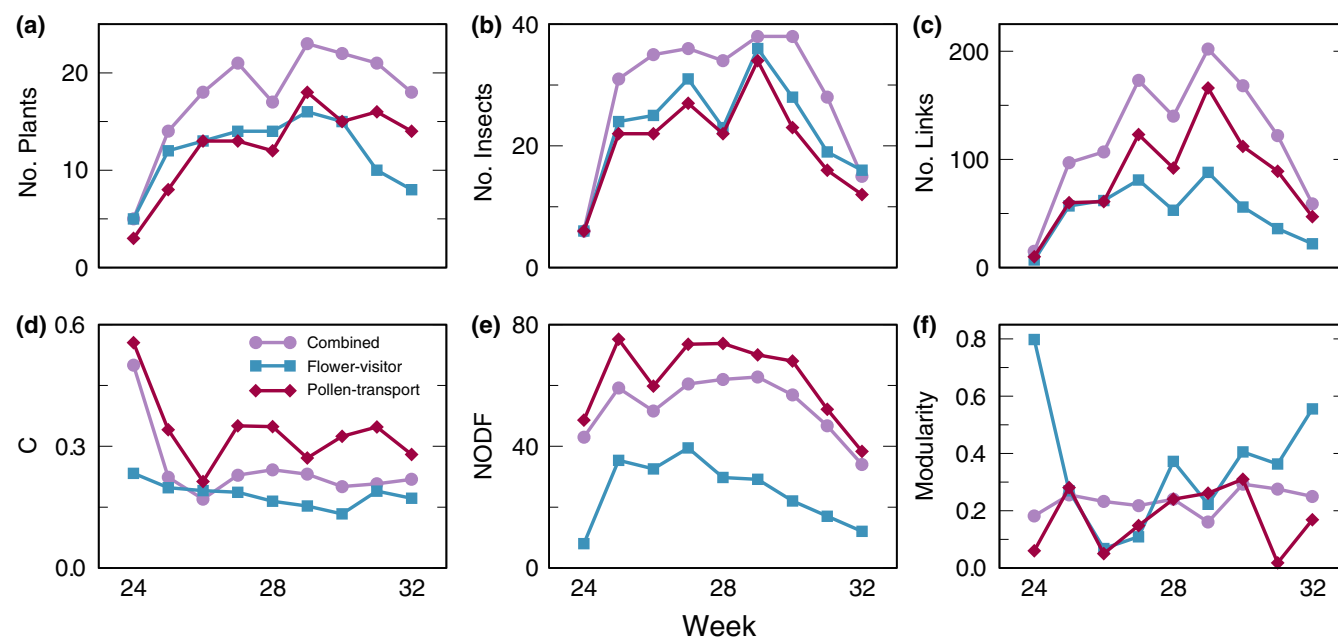 (a)
No. Plants
20
10
0
(b)
No. Insects
40
20
0
(c)
No. Links
200
100
0
(d)
C
0.6
0.3
0.0
24
28
32
Combined
Flower-visitor
Pollen-transport
(e)
NODF
80
40
0
24
28
32
(f)
Modularity
0.8
0.6
0.4
0.2
0.0
24
28
32
Week